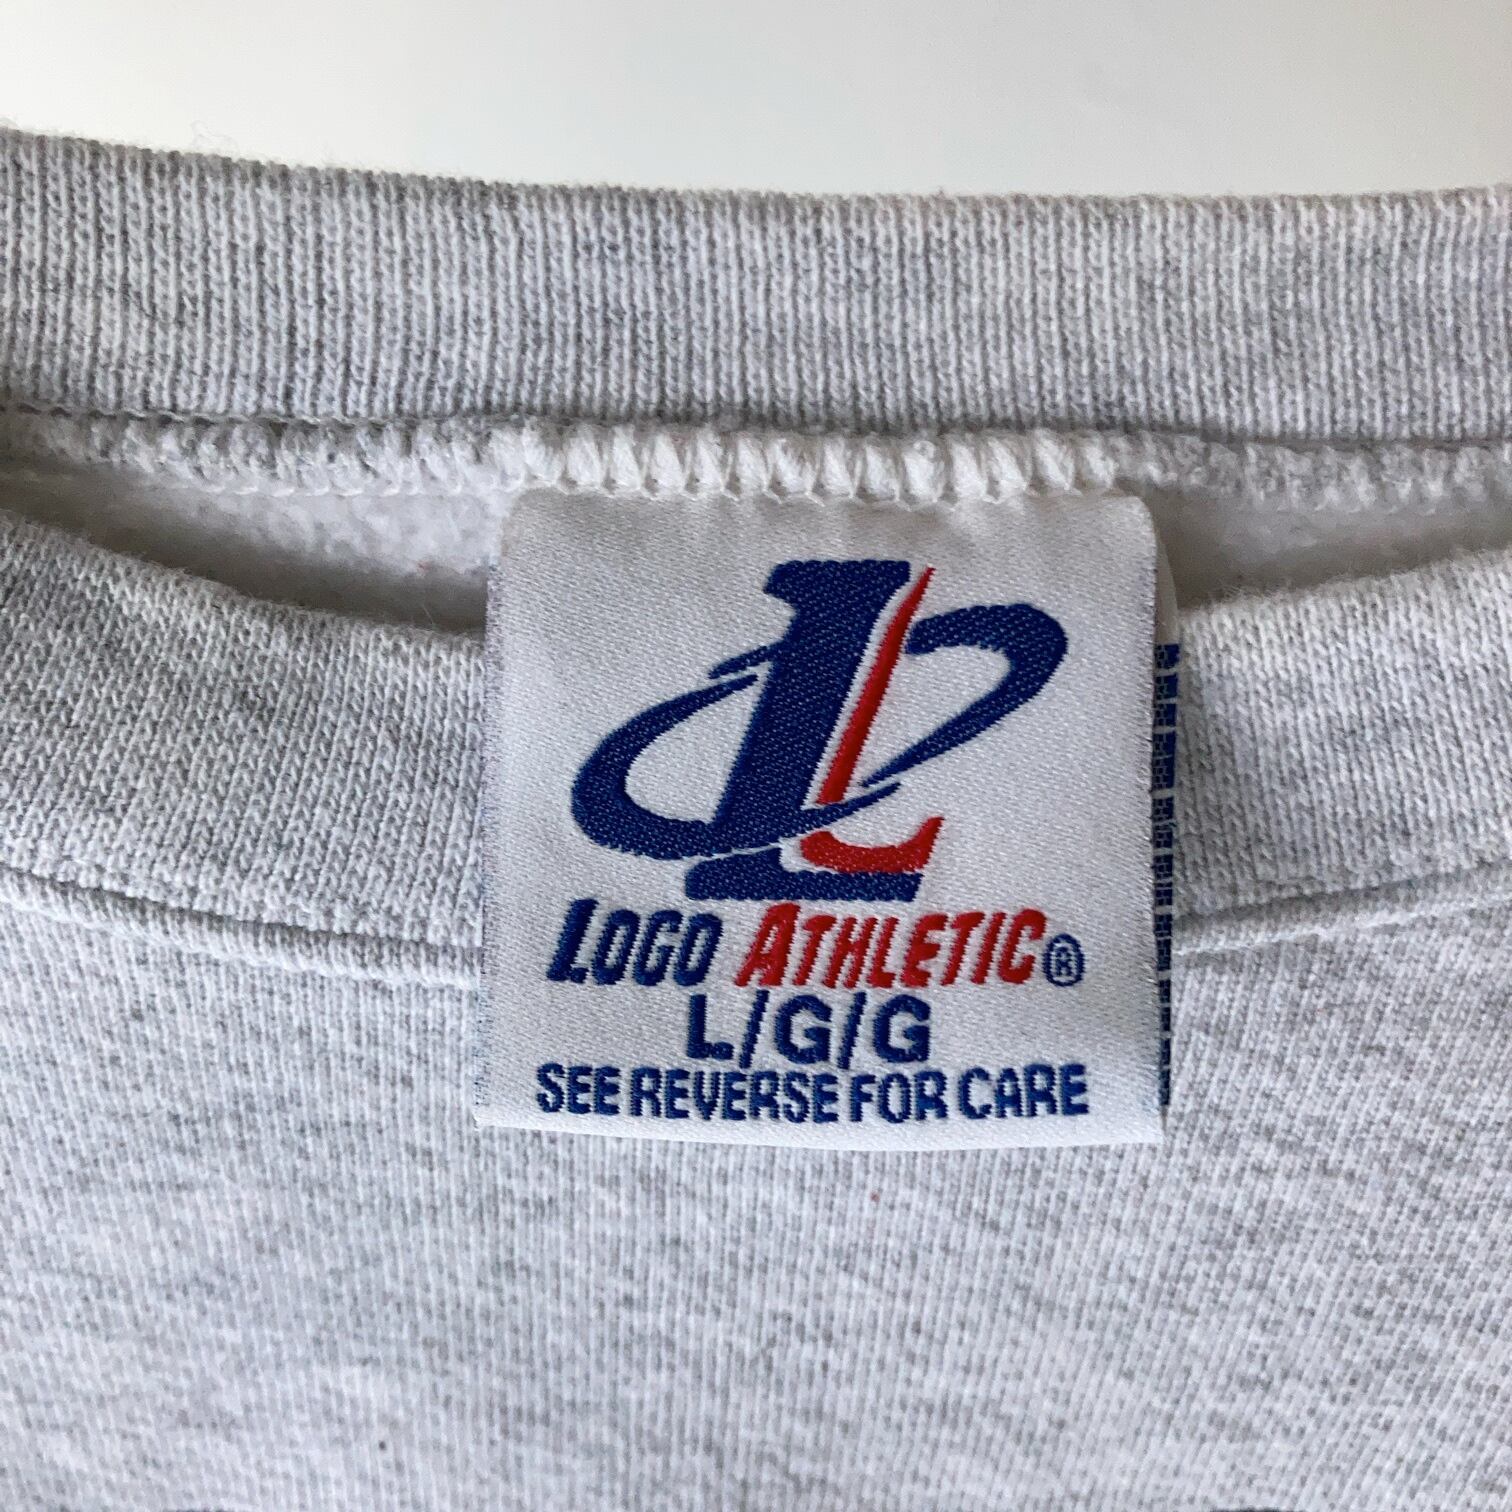 L
LOGO ATHLETIC®
L/G/G
SEE REVERSE FOR CARE